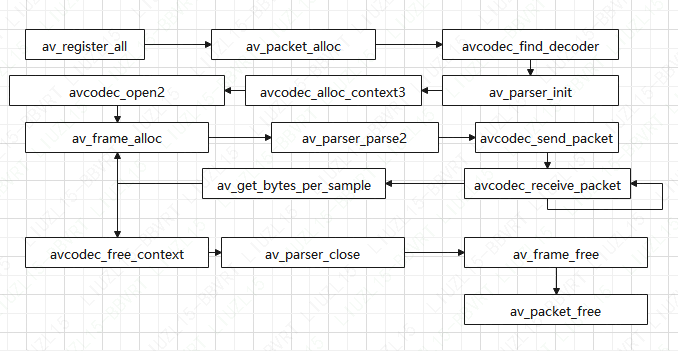 av_register_all
av_packet_alloc
avcodec_find_decoder
avcodec_open2
avcodec_alloc_context3
av_parser_init
av_frame_alloc
av_parser_parse2
avcodec_send_packet
av_get_bytes_per_sample
avcodec_receive_packet
avcodec_free_context
av_parser_close
av_frame_free
av_packet_free